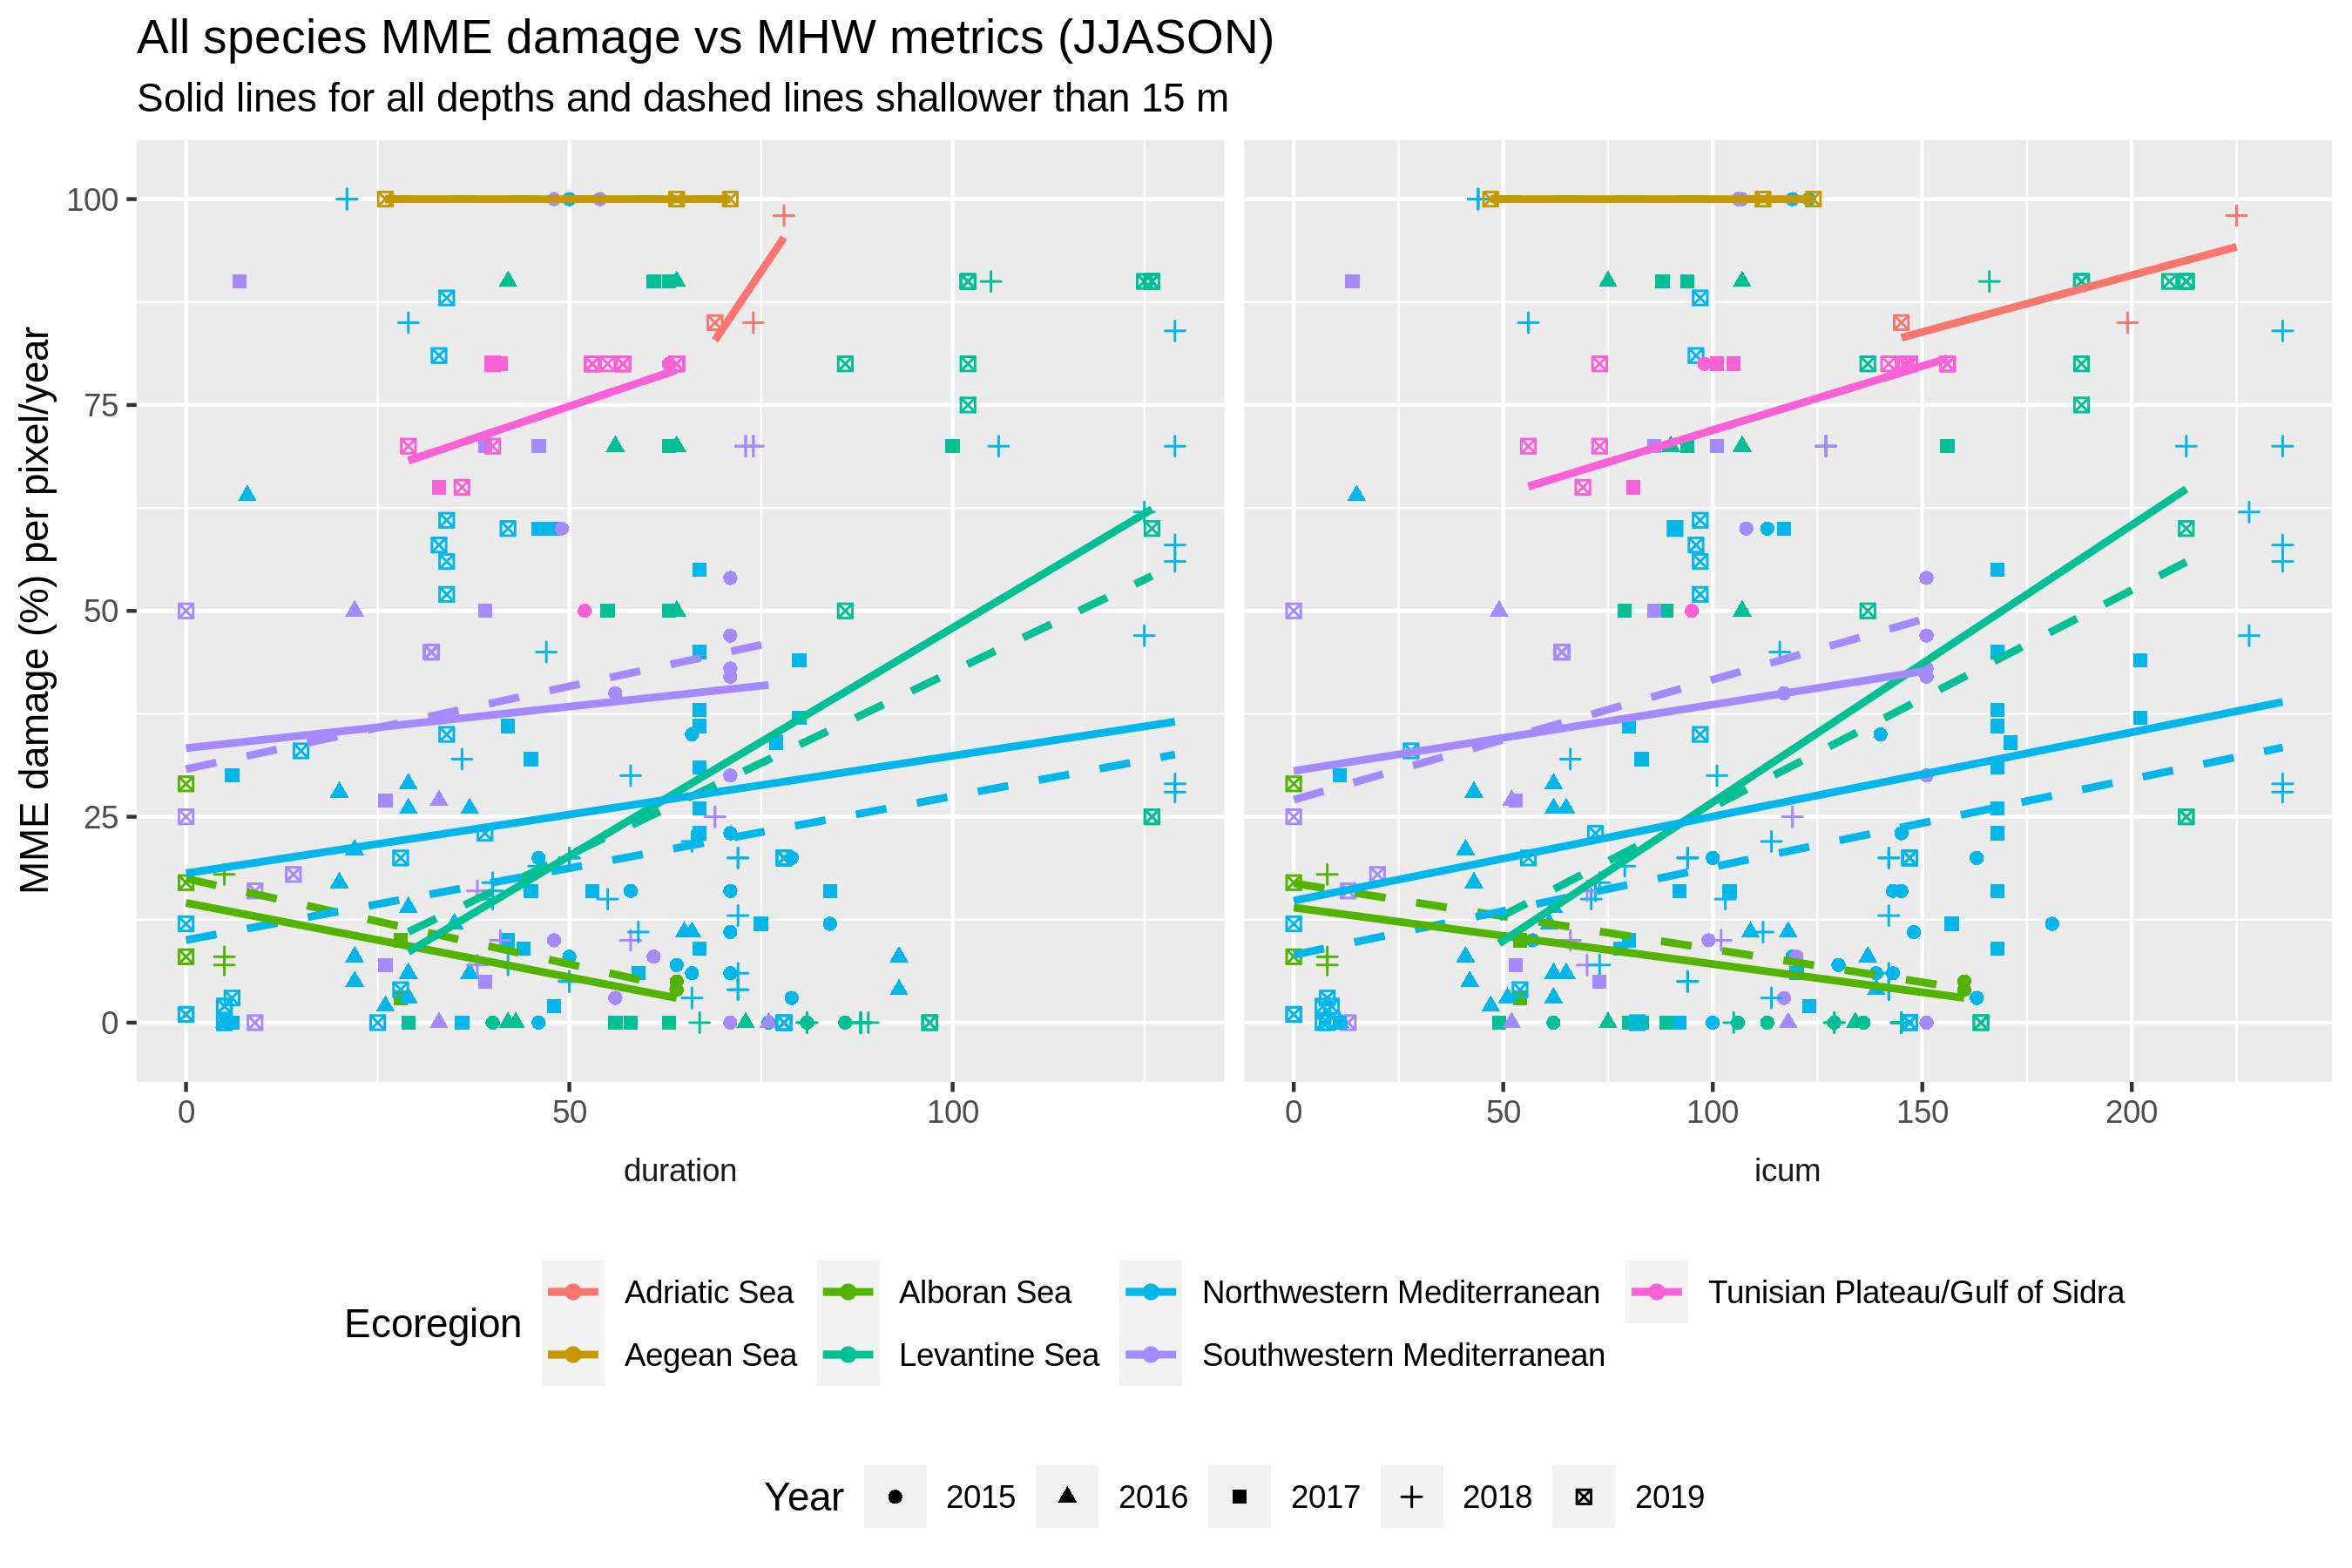 All species MME damage vs MHW metrics (JJASON)
Solid lines for all depths and dashed lines shallower than 15 m
MME damage (%) per pixel/year
100
75
50
25
0
0 50 100
0 50 100 150 200
duration
icum
Ecoregion
Adriatic Sea Alboran Sea Northwestern Mediterranean Tunisian Plateau/Gulf of Sidra
Aegean Sea Levantine Sea Southwestern Mediterranean
Year 2015 2016 2017 2018 2019